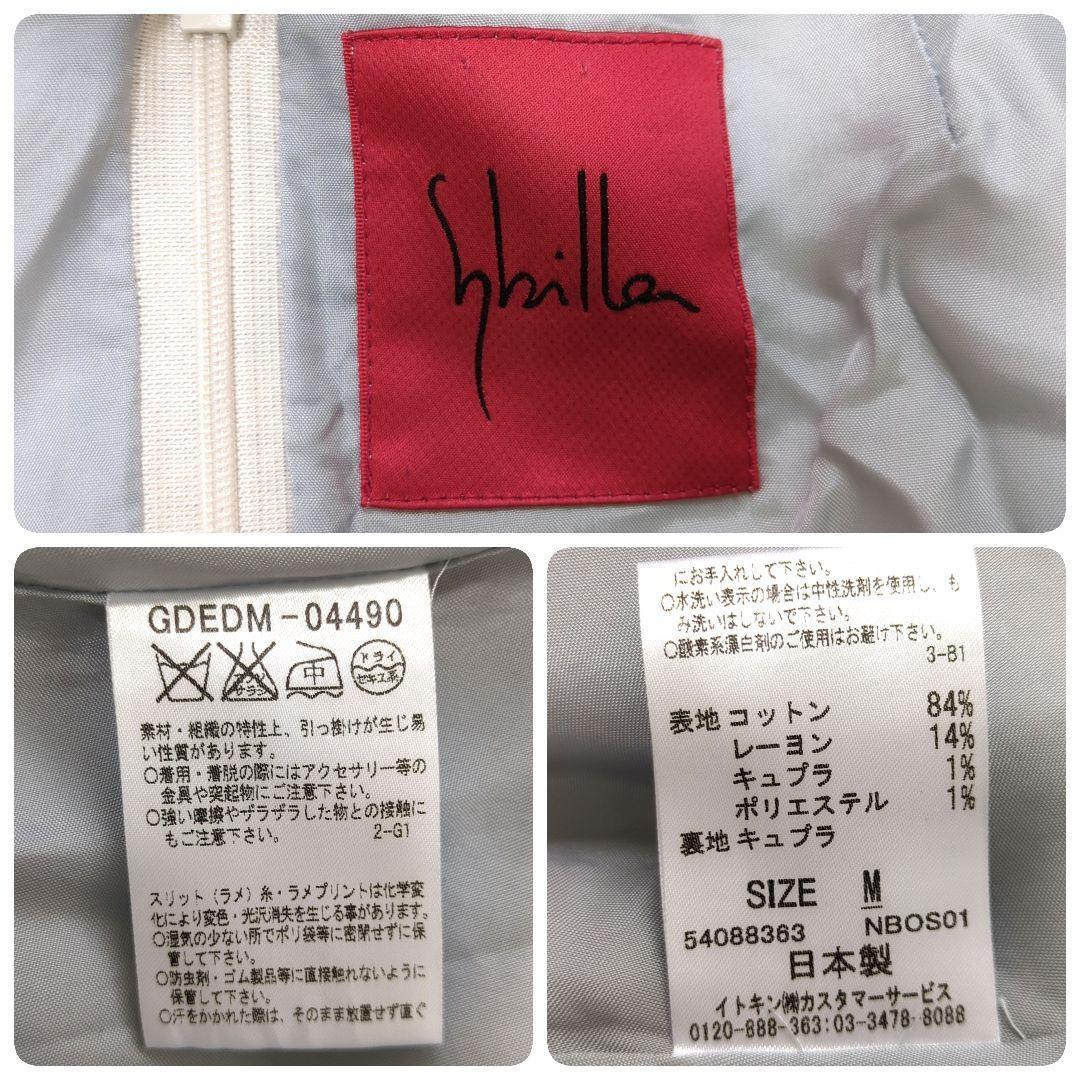 Sybilla
GDEDM-04490
エンソ
サラシ
中
ドライ
セキユ系
素材・組織の特性上、引っ掛けが生じ易
い性質があります。
○着用・着脱の際にはアクセサリー等の
金具や突起物にご注意下さい。
○強い摩擦やザラザラした物との接触に
もご注意下さい。 2-G1
スリット（ラメ）糸・ラメプリントは化学変
化により変色・光沢消失を生じる事があります。
○湿気の少ない所でポリ袋等に密閉せずに保
管して下さい。
○防虫剤・ゴム製品等に直接触れないように
保管して下さい。
○汗をかかれた際は、そのまま放置せず直ぐ
にお手入れして下さい。
○水洗い表示の場合は中性洗剤を使用し、も
み洗いはしないで下さい。
○酸素系漂白剤のご使用はお避け下さい。
3-B1
表地 コットン 84%
レーヨン 14%
キュプラ 1%
ポリエステル 1%
裏地 キュプラ
SIZE M
54088363 NBOS01
日本製
イトキン㈱カスタマーサービス
0120-888-363:03-3478-8088